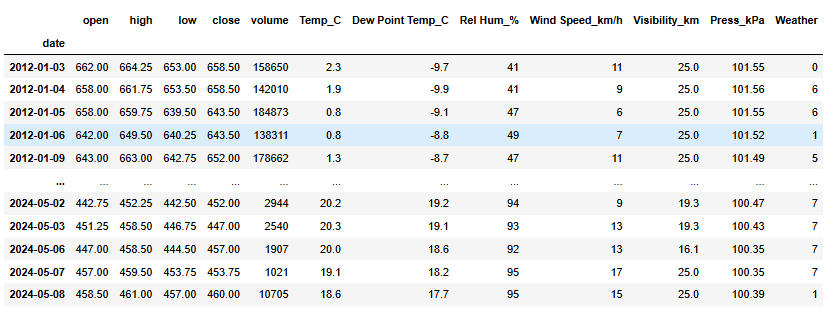 open high low close volume Temp_C Dew Point Temp_C Rel Hum_% Wind Speed_km/h Visibility_km Press_kPa Weather
date
2012-01-03 662.00 664.25 653.00 658.50 158650 2.3 -9.7 41 11 25.0 101.55 0
2012-01-04 658.00 661.75 653.50 658.50 142010 1.9 -9.9 41 9 25.0 101.56 6
2012-01-05 658.00 659.75 639.50 643.50 184873 0.8 -9.1 47 6 25.0 101.55 6
2012-01-06 642.00 649.50 640.25 643.50 138311 0.8 -8.8 49 7 25.0 101.52 1
2012-01-09 643.00 663.00 642.75 652.00 178662 1.3 -8.7 47 11 25.0 101.49 5
... ... ... ... ... ... ... ... ... ... ... ... ...
2024-05-02 442.75 452.25 442.50 452.00 2944 20.2 19.2 94 9 19.3 100.47 7
2024-05-03 451.25 458.50 446.75 447.00 2540 20.3 19.1 93 13 19.3 100.43 7
2024-05-06 447.00 458.50 444.50 457.00 1907 20.0 18.6 92 13 16.1 100.35 7
2024-05-07 457.00 459.50 453.75 453.75 1021 19.1 18.2 95 17 25.0 100.35 7
2024-05-08 458.50 461.00 457.00 460.00 10705 18.6 17.7 95 15 25.0 100.39 1